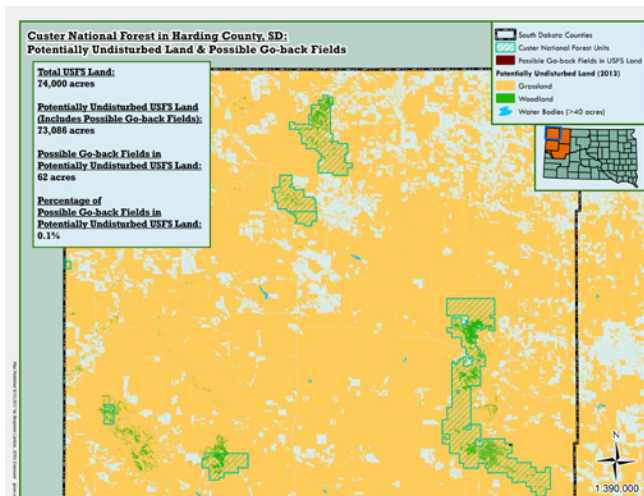 Custer National Forest in Harding County, SD:
Potentially Undisturbed Land & Possible Go-back Fields
Total USFS Land:
74,000 acres
Potentially Undisturbed USFS Land
(Includes Possible Go-back Fields):
73,086 acres
Possible Go-back Fields in
Potentially Undisturbed USFS Land:
62 acres
Percentage of
Possible Go-back Fields in
Potentially Undisturbed USFS Land:
0.1%
South Dakota Counties
Custer National Forest Units
Possible Go-back Fields in USFS Land
Potentially Undisturbed Land (2013)
Grassland
Woodland
Water Bodies (>40 acres)
N
1:390,000